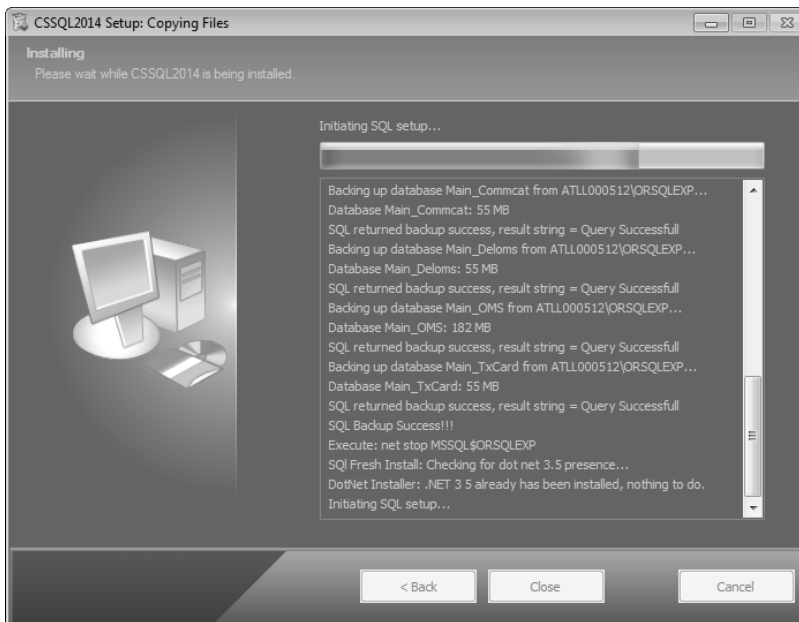 CSSQL2014 Setup: Copying Files
Installing
Please wait while CSSQL2014 is being installed.
Initiating SQL setup...
Backing up database Main_Commcat from ATLL000512\ORSQLEXP...
Database Main_Commcat: 55 MB
SQL returned backup success, result string = Query Successfull
Backing up database Main_Deloms from ATLL000512\ORSQLEXP...
Database Main_Deloms: 55 MB
SQL returned backup success, result string = Query Successfull
Backing up database Main_OMS from ATLL000512\ORSQLEXP...
Database Main_OMS: 182 MB
SQL returned backup success, result string = Query Successfull
Backing up database Main_TxCard from ATLL000512\ORSQLEXP...
Database Main_TxCard: 55 MB
SQL returned backup success, result string = Query Successfull
SQL Backup Success!!!
Execute: net stop MSSQL$ORSQLEXP
SQl Fresh Install: Checking for dot net 3.5 presence...
DotNet Installer: .NET 3 5 already has been installed, nothing to do.
Initiating SQL setup...
< Back
Close
Cancel